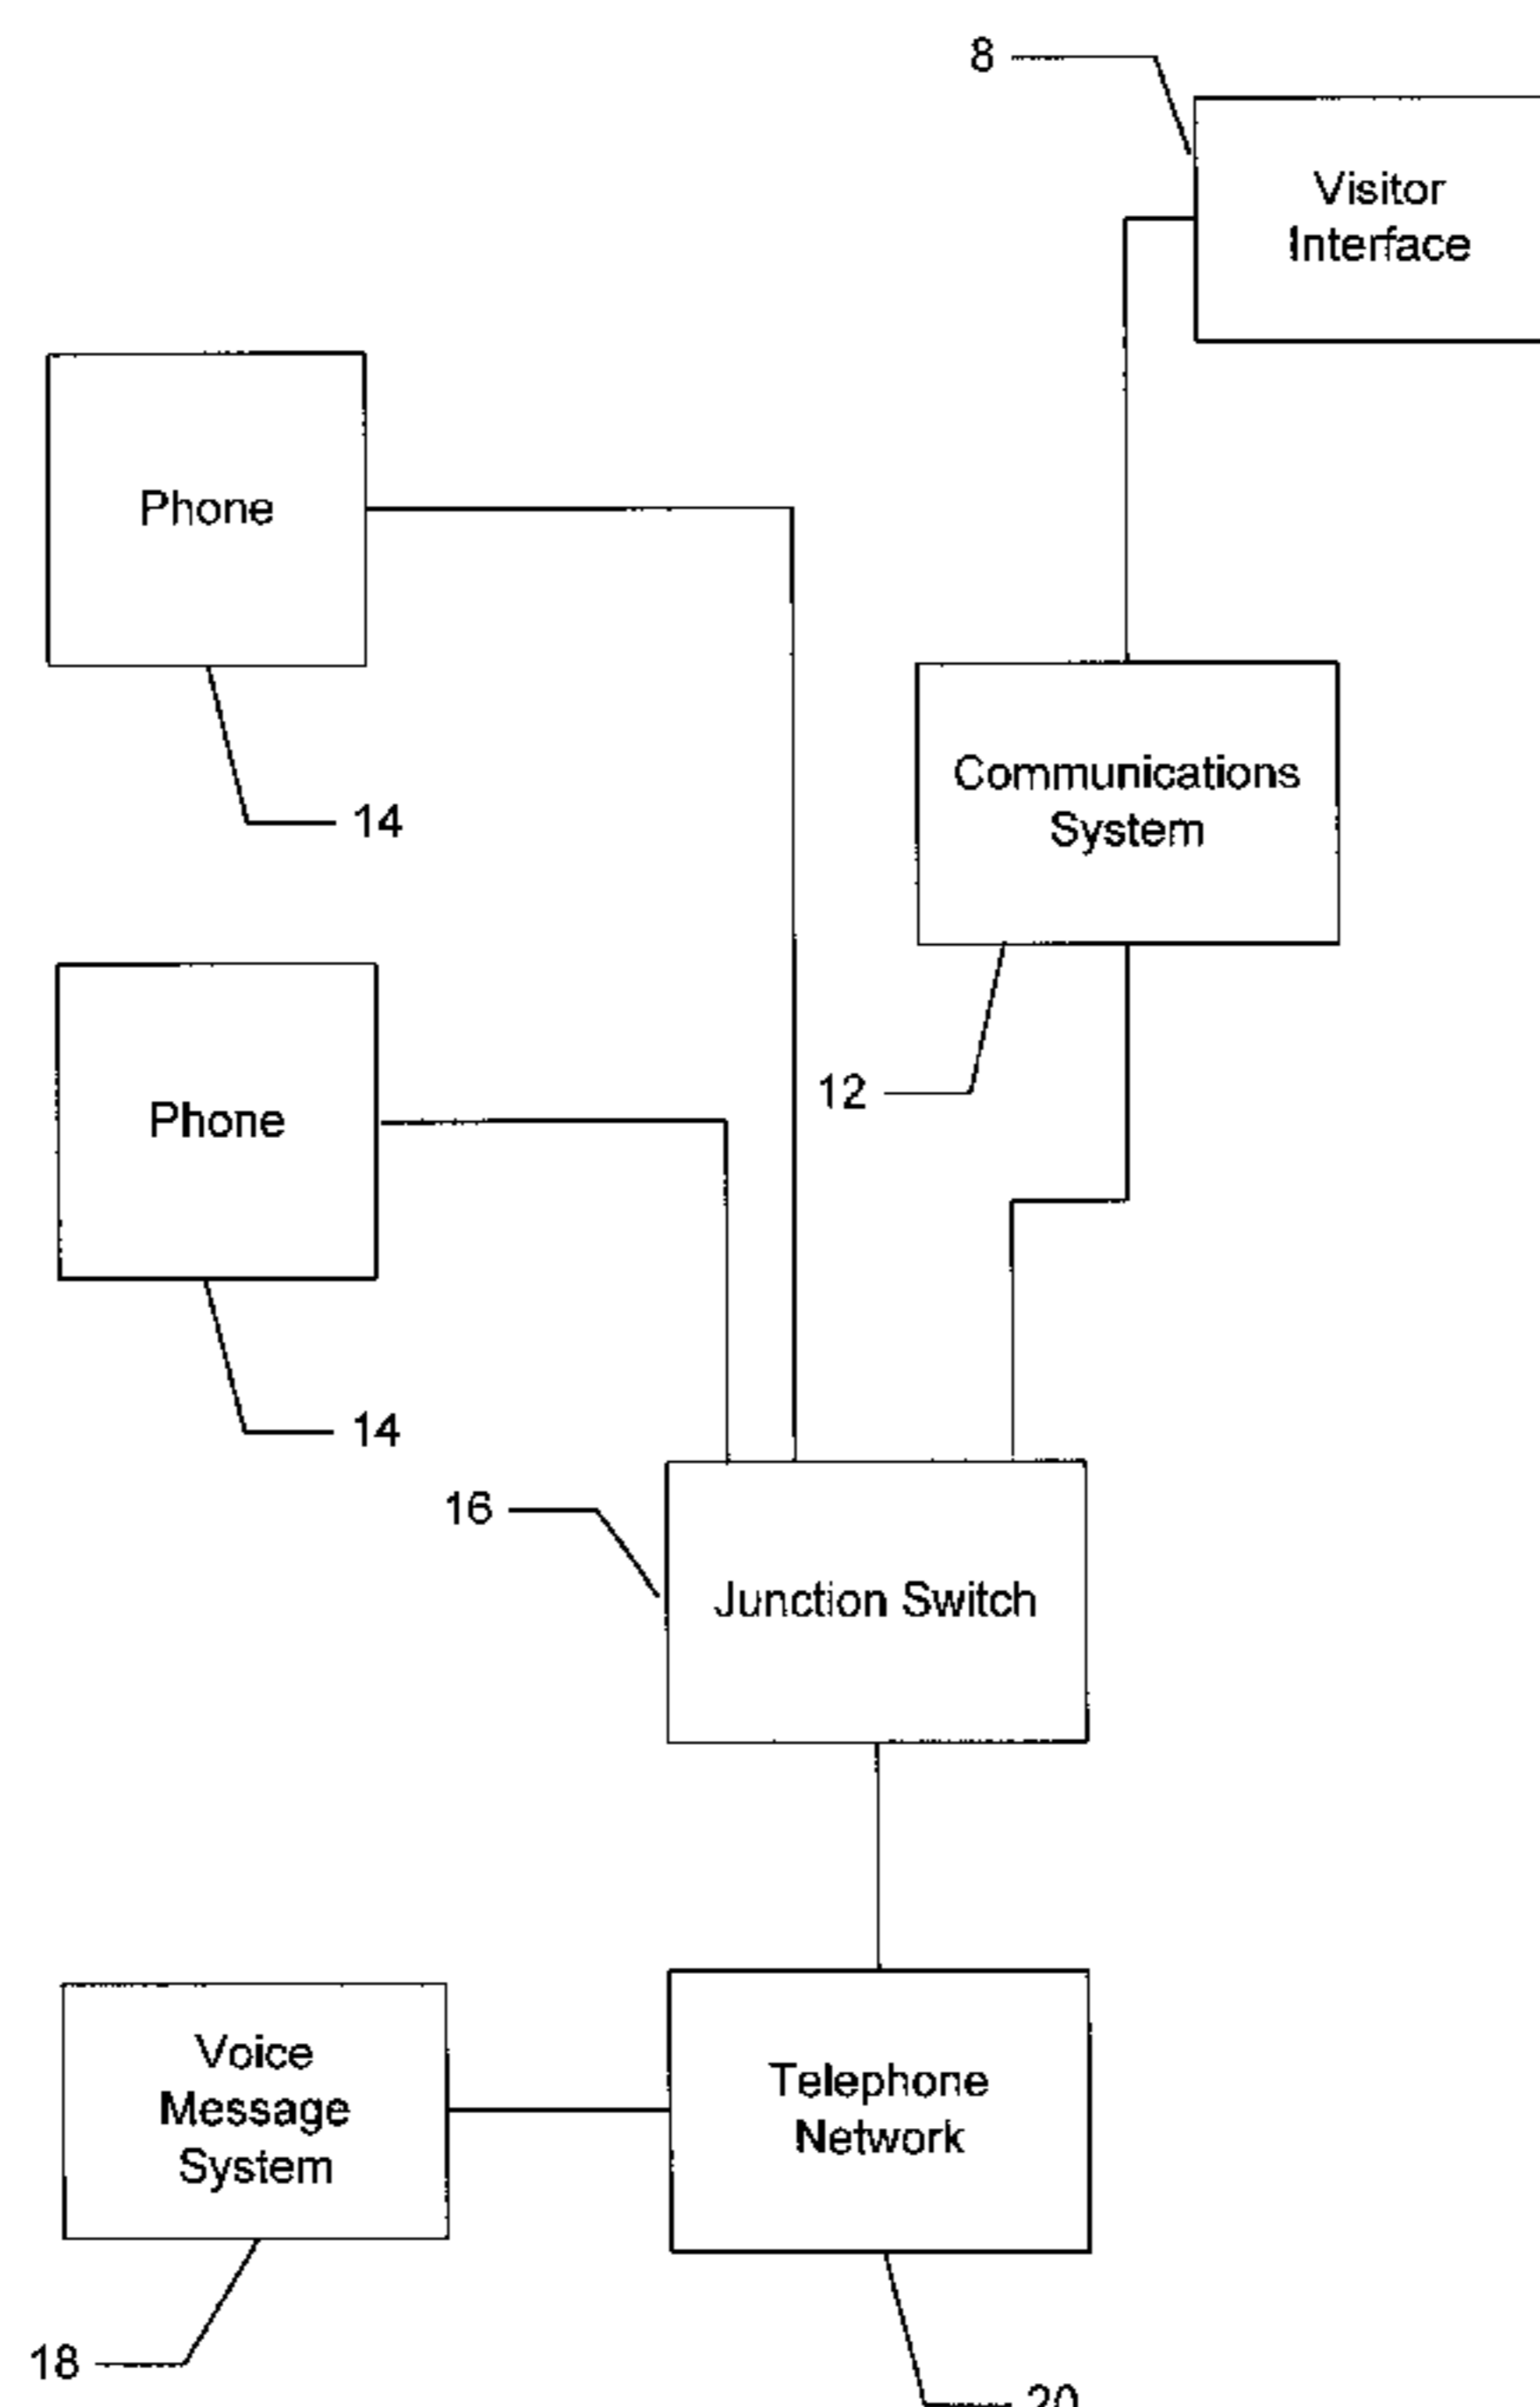 8
Visitor
Interface
Phone
14
Communications
System
12
Phone
14
16
Junction Switch
Voice
Message
System
Telephone
Network
18
20